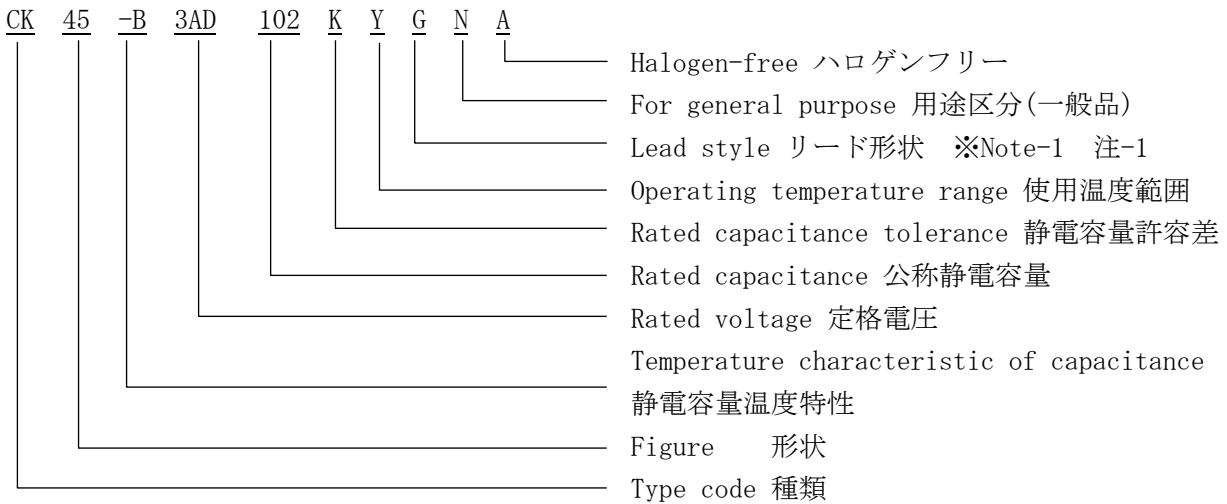 CK 45 -B 3AD 102 K Y G N A
Halogen-free ハロゲンフリー
For general purpose 用途区分(一般品)
Lead style リード形状 ※Note-1 注-1
Operating temperature range 使用温度範囲
Rated capacitance tolerance 静電容量許容差
Rated capacitance 公称静電容量
Rated voltage 定格電圧
Temperature characteristic of capacitance
静電容量温度特性
Figure 形状
Type code 種類